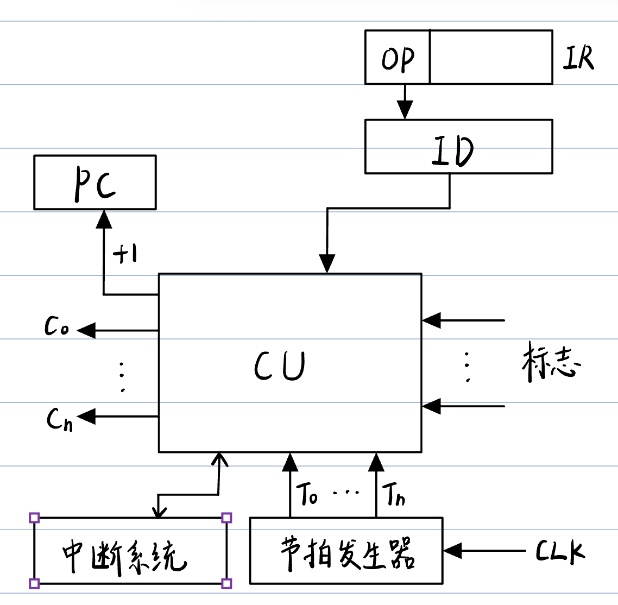 OP IR
ID
PC
+1
C₀
⋮
Cₙ
CU
⋮ 标志
T₀ ··· Tₙ
中断系统
节拍发生器
CLK